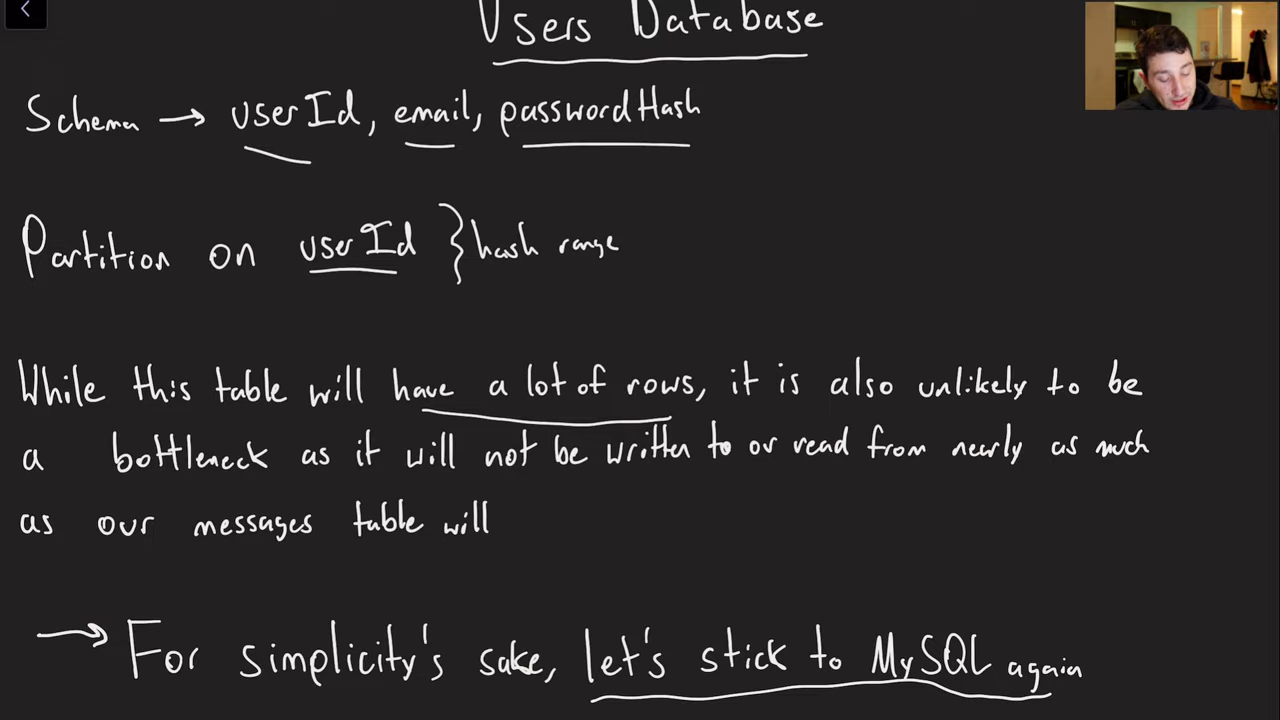 Users Database
Schema → userId, email, passwordHash
Partition on userId } hash range
While this table will have a lot of rows, it is also unlikely to be
a bottleneck as it will not be written to or read from nearly as much
as our messages table will
→ For simplicity's sake, let's stick to MySQL again